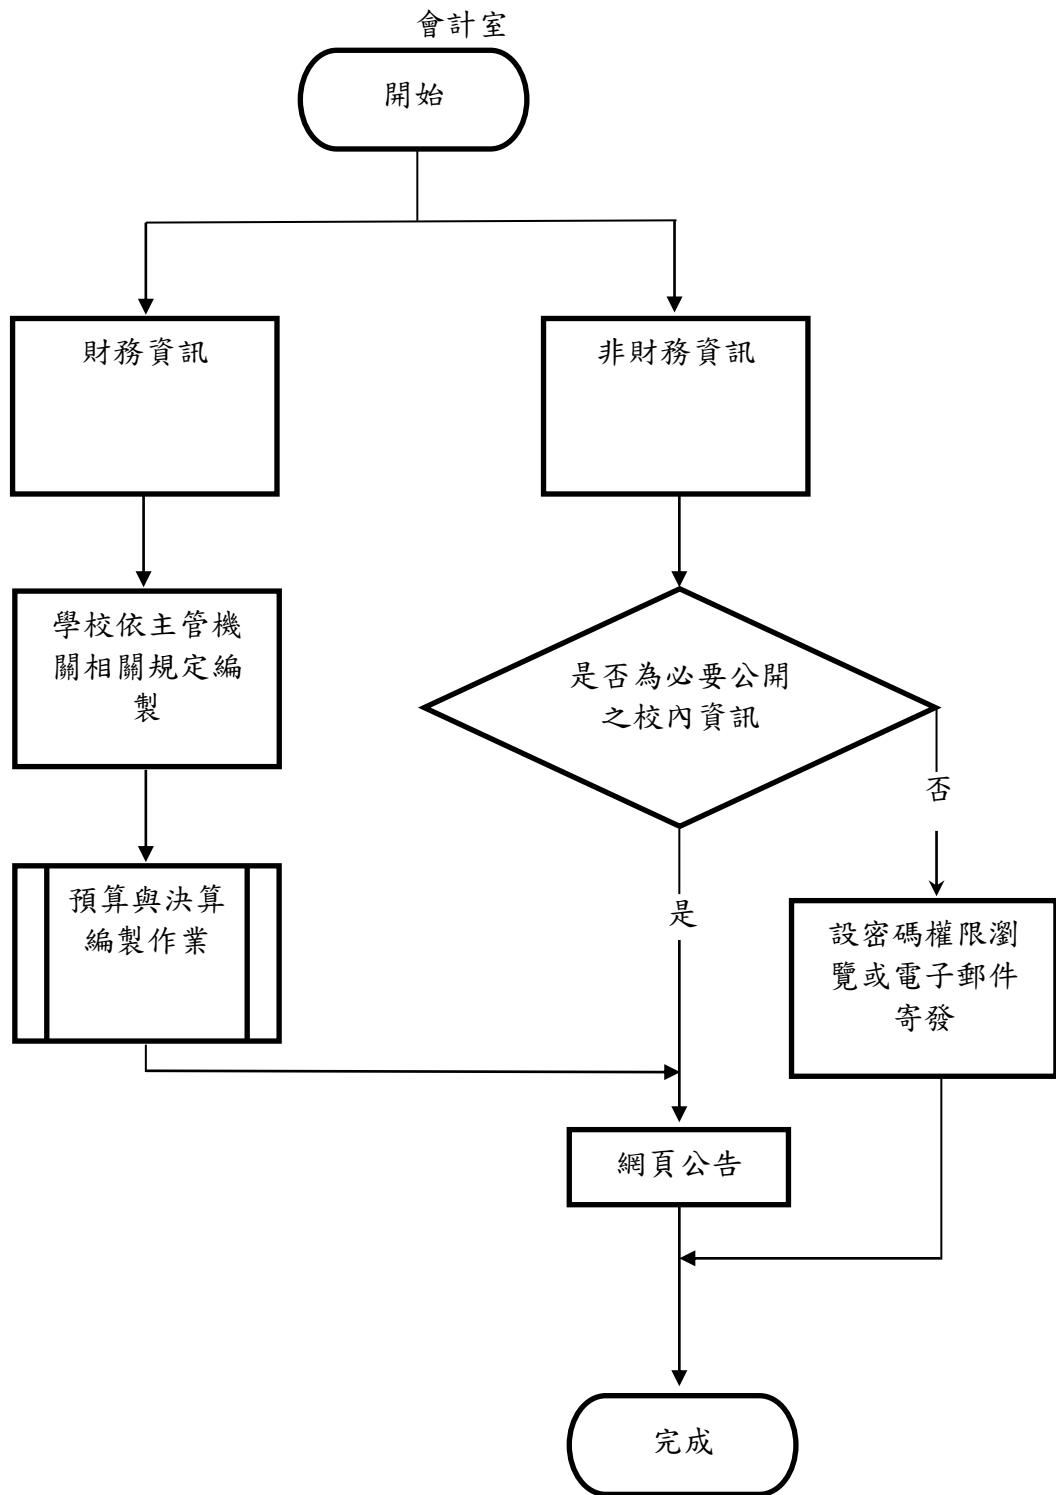 會計室
開始
財務資訊
非財務資訊
學校依主管機
關相關規定編
製
是否為必要公開
之校內資訊
否
預算與決算
編製作業
是
設密碼權限瀏
覽或電子郵件
寄發
網頁公告
完成